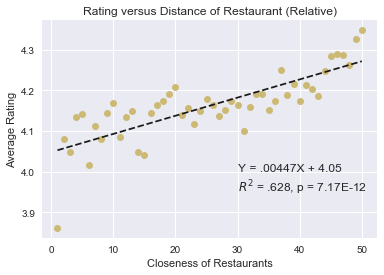 Rating versus Distance of Restaurant (Relative)
4.3
4.2
4.1
4.0
3.9
Average Rating
Y = .00447X + 4.05
R² = .628, p = 7.17E-12
0 10 20 30 40 50
Closeness of Restaurants